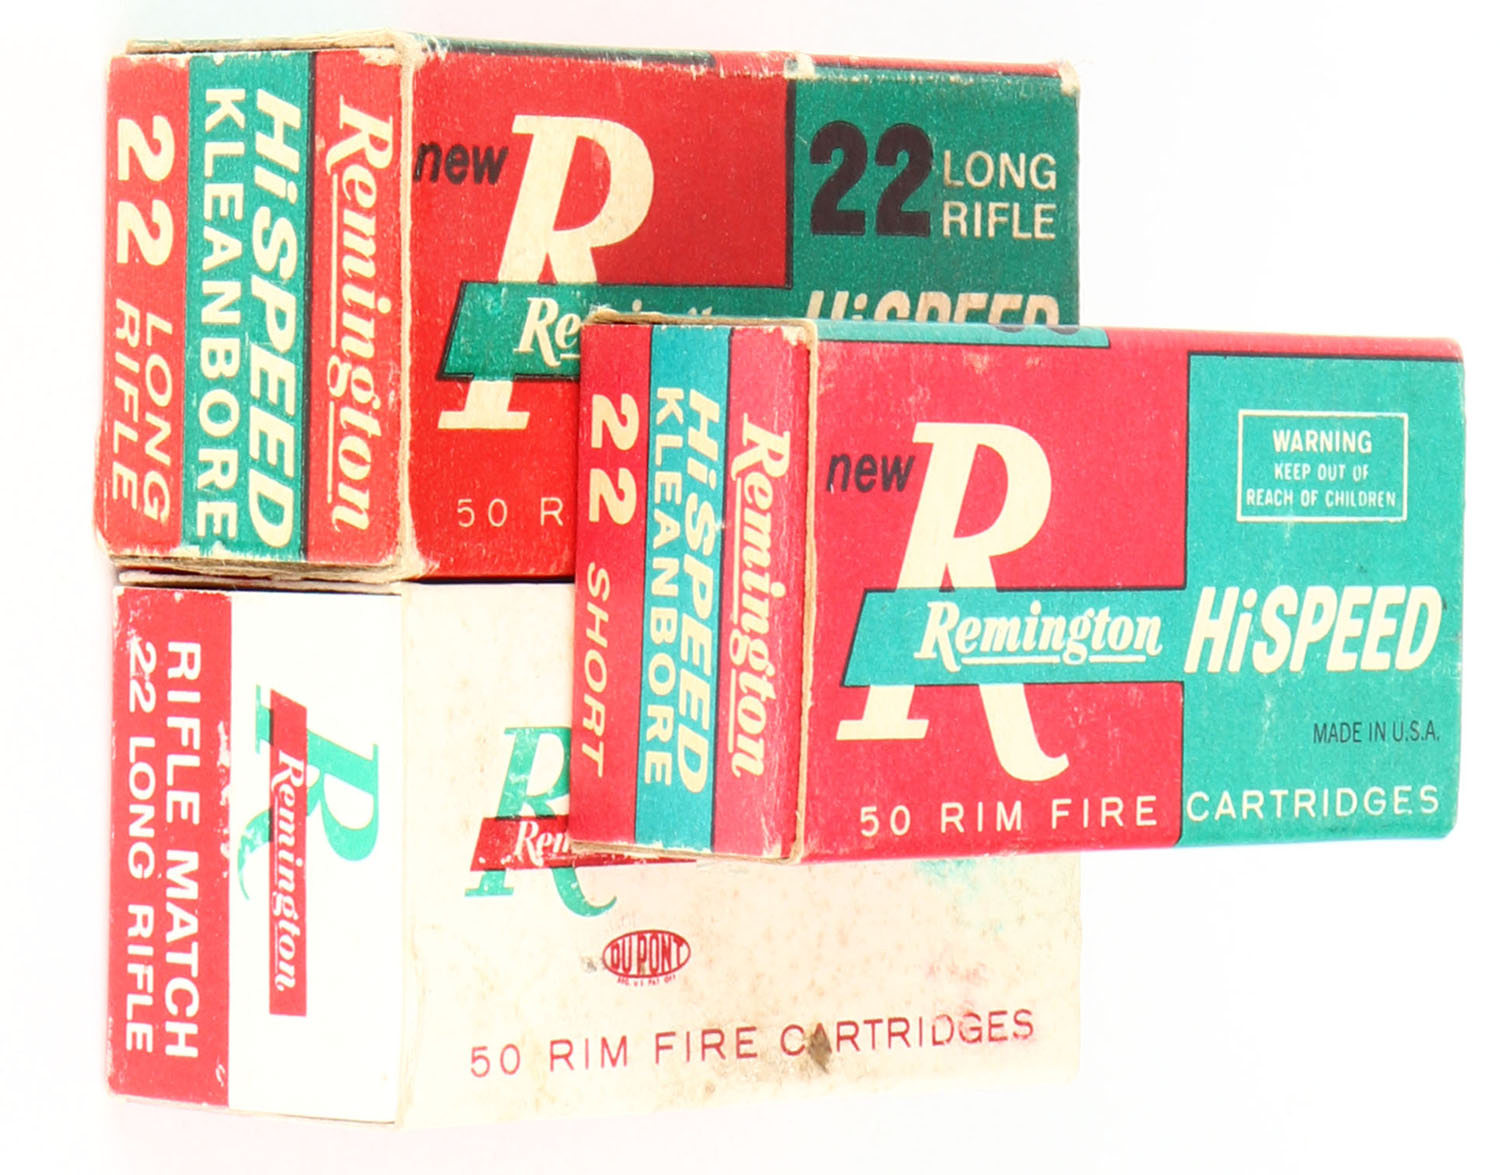 Remington
HiSPEED
KLEANBORE
22 LONG RIFLE
new
R
22 LONG
RIFLE
HiSPEED
50 R
Remington
HiSPEED
KLEANBORE
22 SHORT
new
R
Remington
HiSPEED
WARNING
KEEP OUT OF
REACH OF CHILDREN
MADE IN U.S.A.
50 RIM FIRE CARTRIDGES
R
Remington
RIFLE MATCH
22 LONG RIFLE
R
Rem
DU PONT
50 RIM FIRE CARTRIDGES